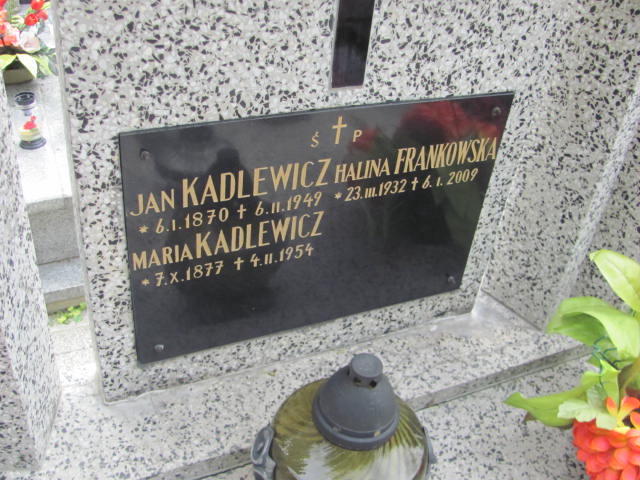 Ś † P
JAN KADLEWICZ
* 6.I.1870 † 6.II.1949
MARIA KADLEWICZ
* 7.X.1877 † 4.II.1954
HALINA FRANKOWSKA
* 23.III.1932 † 6.I.2009